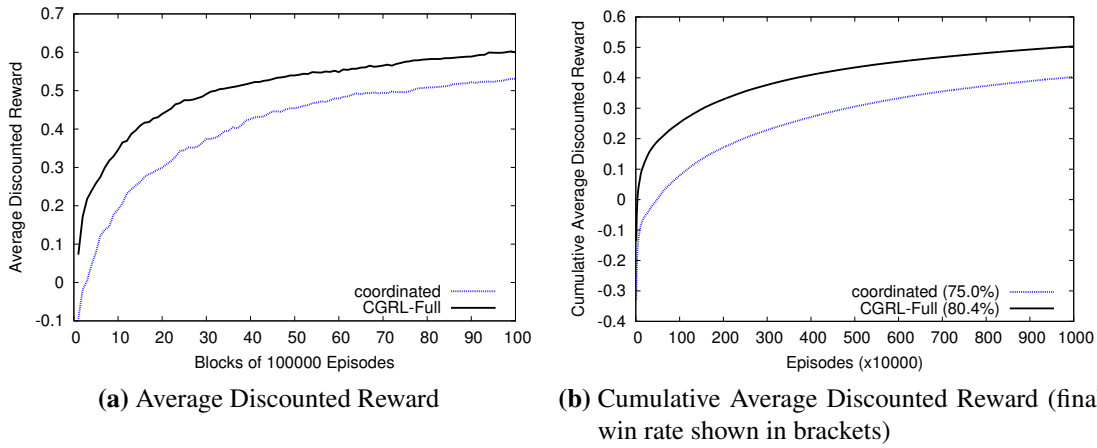 0.7
0.6
0.5
0.4
0.3
0.2
0.1
0
-0.1
0 10 20 30 40 50 60 70 80 90 100
Average Discounted Reward
Blocks of 100000 Episodes
coordinated
CGRL-Full
(a) Average Discounted Reward
0.6
0.5
0.4
0.3
0.2
0.1
0
-0.1
-0.2
-0.3
-0.4
0 100 200 300 400 500 600 700 800 900 1000
Cumulative Average Discounted Reward
Episodes (x10000)
coordinated (75.0%)
CGRL-Full (80.4%)
(b) Cumulative Average Discounted Reward (fina
win rate shown in brackets)